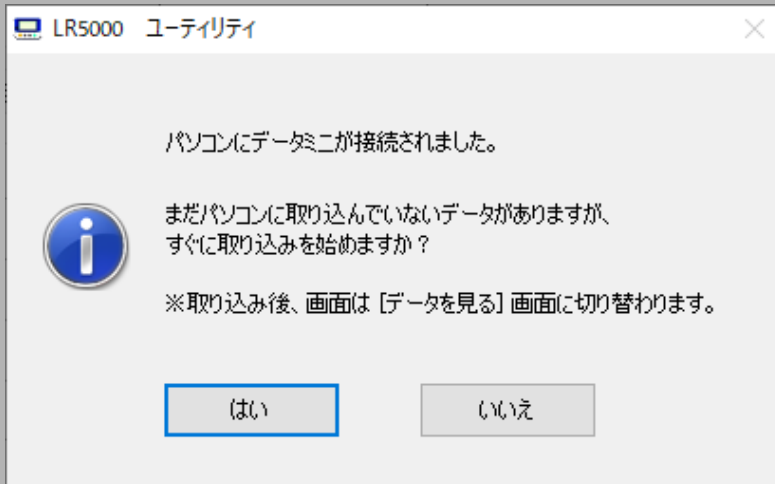 LR5000 ユーティリティ
パソコンにデータミニが接続されました。
まだパソコンに取り込んでいないデータがありますが、
すぐに取り込みを始めますか？
※取り込み後、画面は [データを見る] 画面に切り替わります。
はい
いいえ